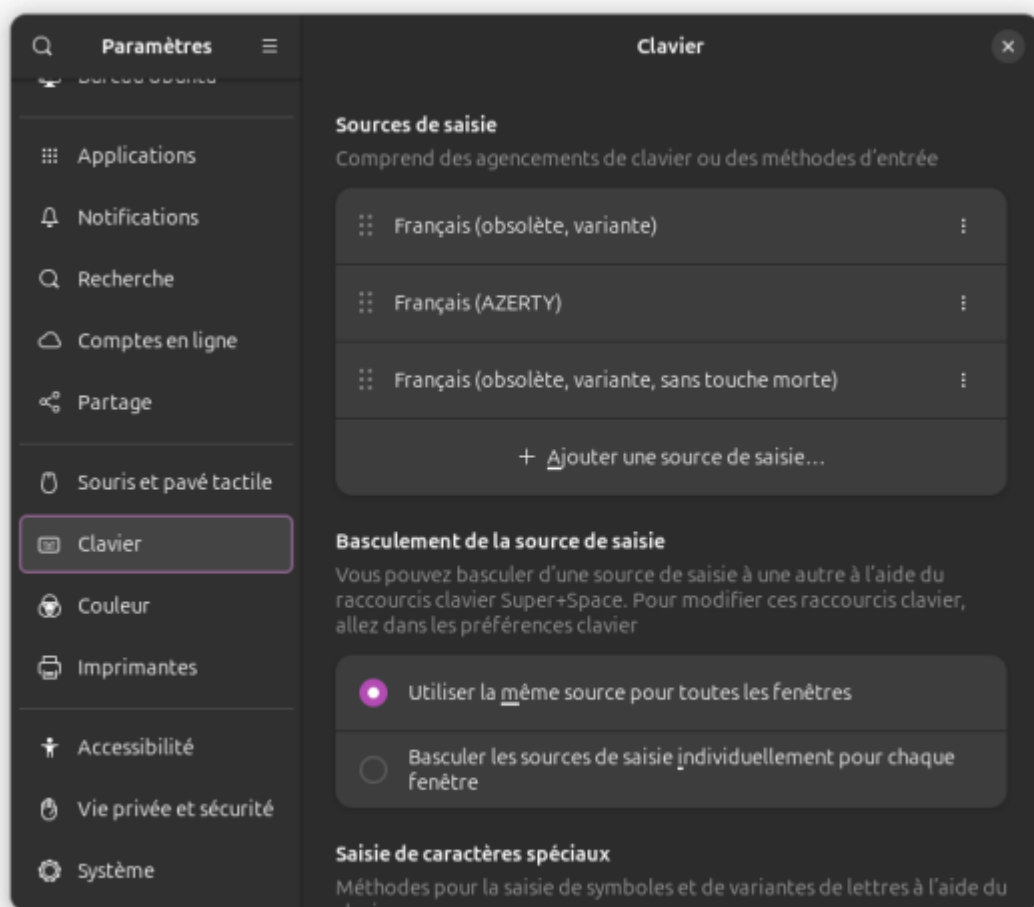 Paramètres
Clavier
Applications
Notifications
Recherche
Comptes en ligne
Partage
Souris et pavé tactile
Clavier
Couleur
Imprimantes
Accessibilité
Vie privée et sécurité
Système
Sources de saisie
Comprend des agencements de clavier ou des méthodes d'entrée
Français (obsolète, variante)
Français (AZERTY)
Français (obsolète, variante, sans touche morte)
+ Ajouter une source de saisie…
Basculement de la source de saisie
Vous pouvez basculer d'une source de saisie à une autre à l'aide du
raccourcis clavier Super+Space. Pour modifier ces raccourcis clavier,
allez dans les préférences clavier
Utiliser la même source pour toutes les fenêtres
Basculer les sources de saisie individuellement pour chaque
fenêtre
Saisie de caractères spéciaux
Méthodes pour la saisie de symboles et de variantes de lettres à l'aide du